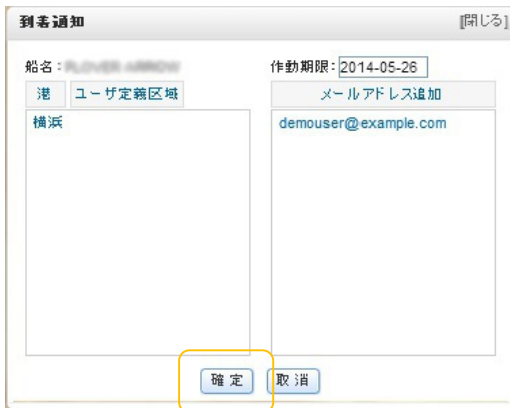 到着通知 [閉じる]
船名: 作動期限: 2014-05-26
港 ユーザ定義区域 メールアドレス追加
横浜 demouser@example.com
確定 取消